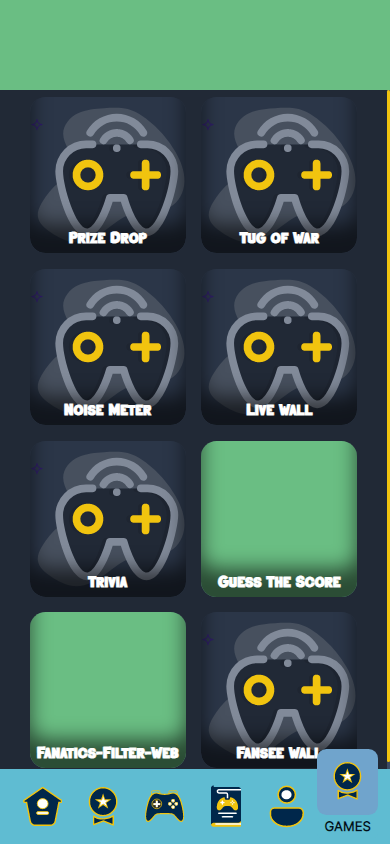 Prize Drop
Tug of War
Noise Meter
Live Wall
Trivia
Guess the Score
Fanatics-Filter-Web
FanSee Wall
GAMES